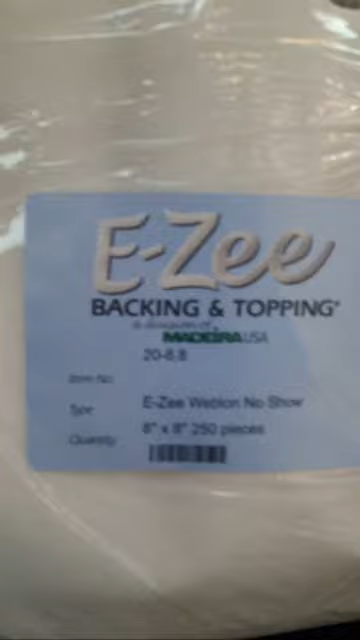 E-Zee
BACKING & TOPPING®
a division of
MADEIRA USA
20-8.8
Item No
Type E-Zee Weblon No Show
Quantity 8" x 8" 250 pieces